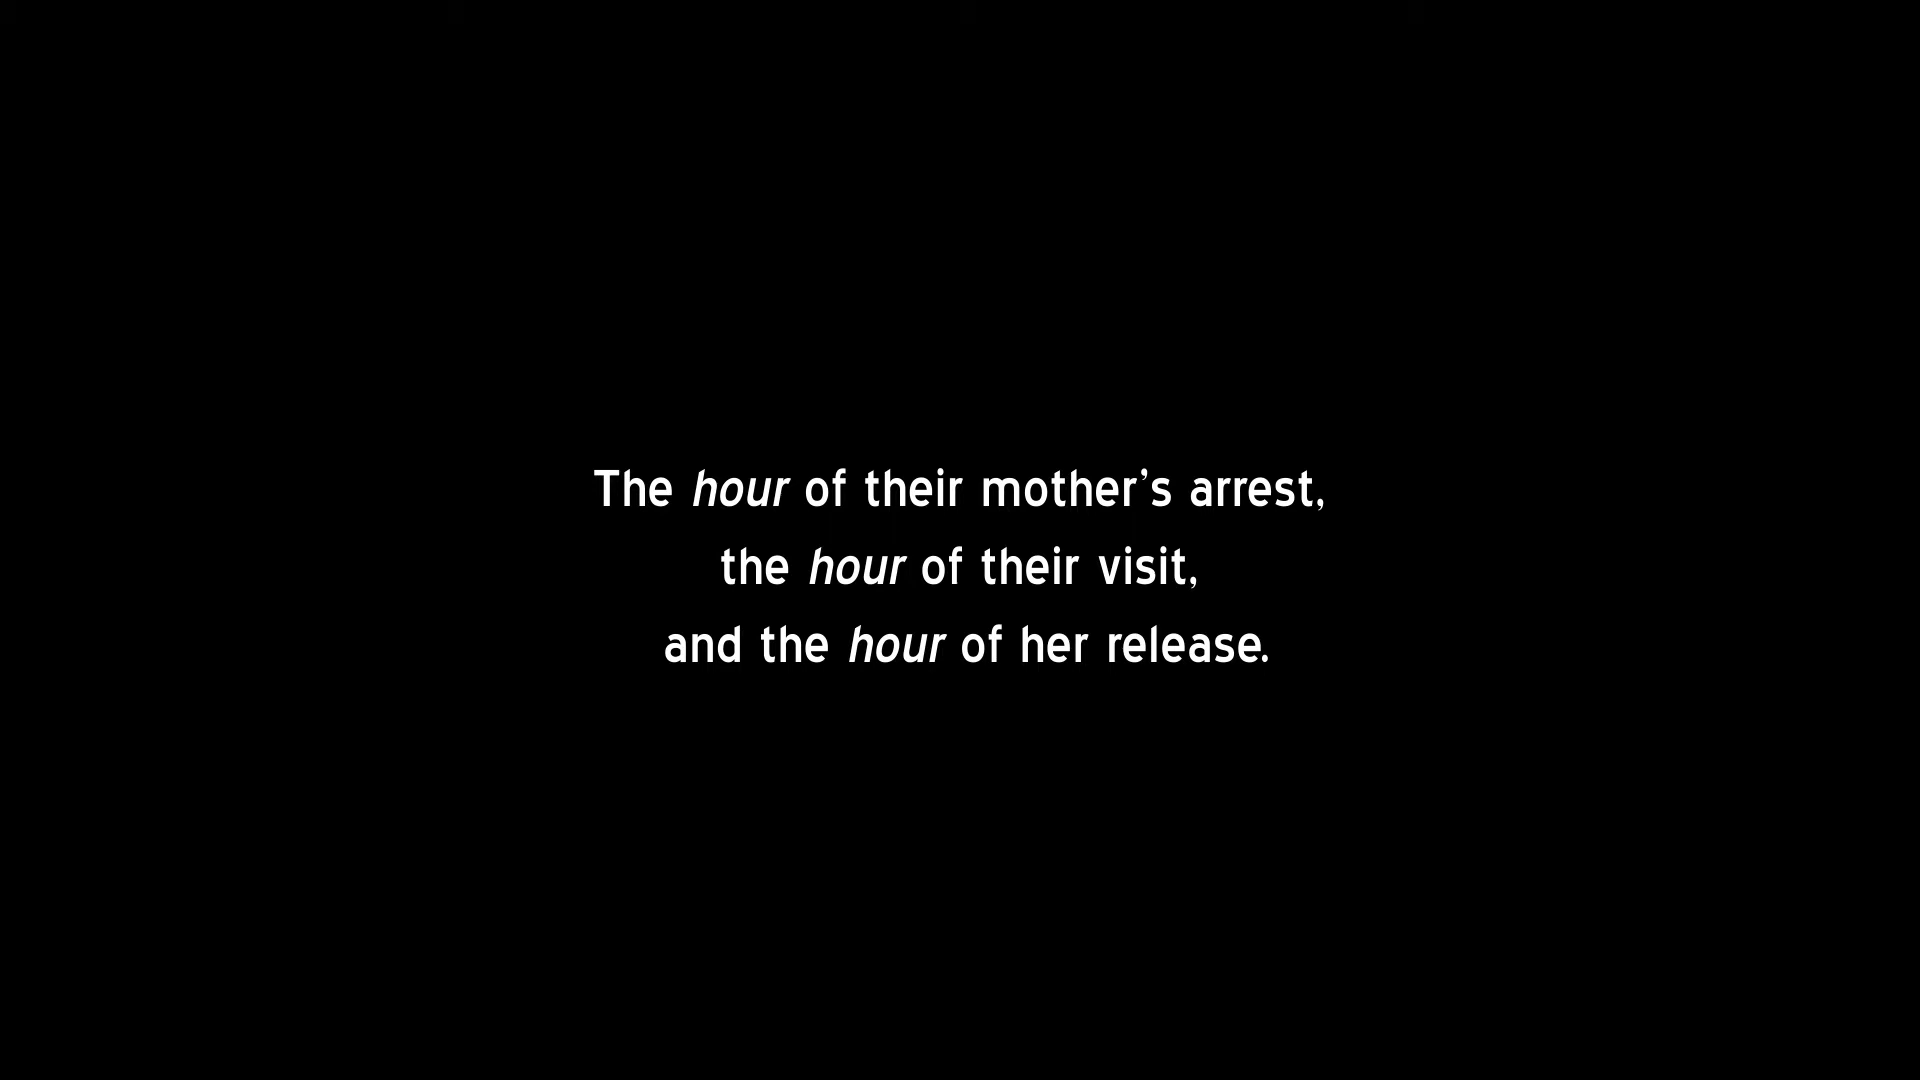 The hour of their mother’s arrest,
the hour of their visit,
and the hour of her release.